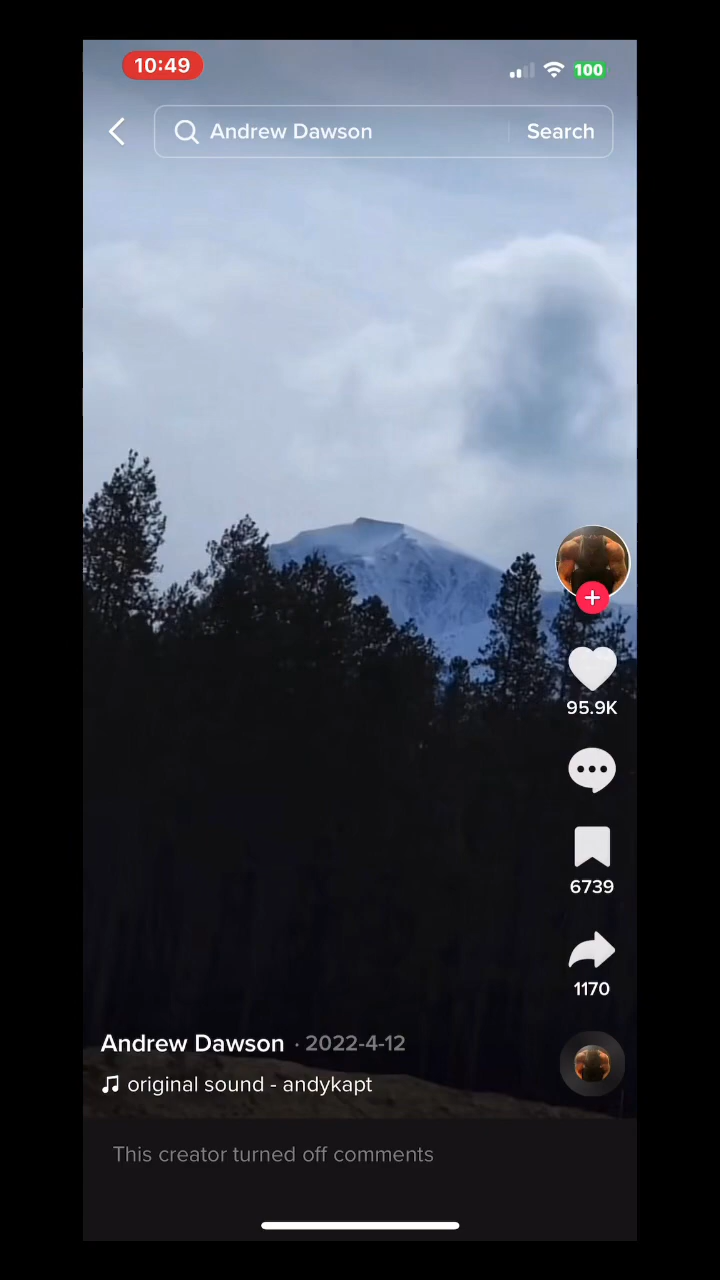 10:49
100
Andrew Dawson
Search
95.9K
6739
1170
Andrew Dawson · 2022-4-12
original sound - andykapt
This creator turned off comments